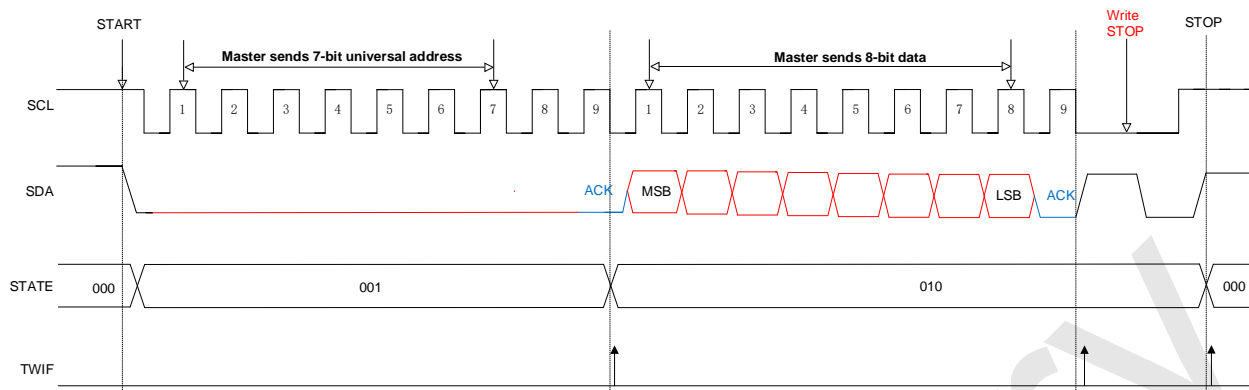 START
Write
STOP
STOP
Master sends 7-bit universal address
Master sends 8-bit data
SCL
1 2 3 4 5 6 7 8 9 1 2 3 4 5 6 7 8 9
SDA
ACK MSB LSB ACK
STATE
000 001 010 000
TWIF